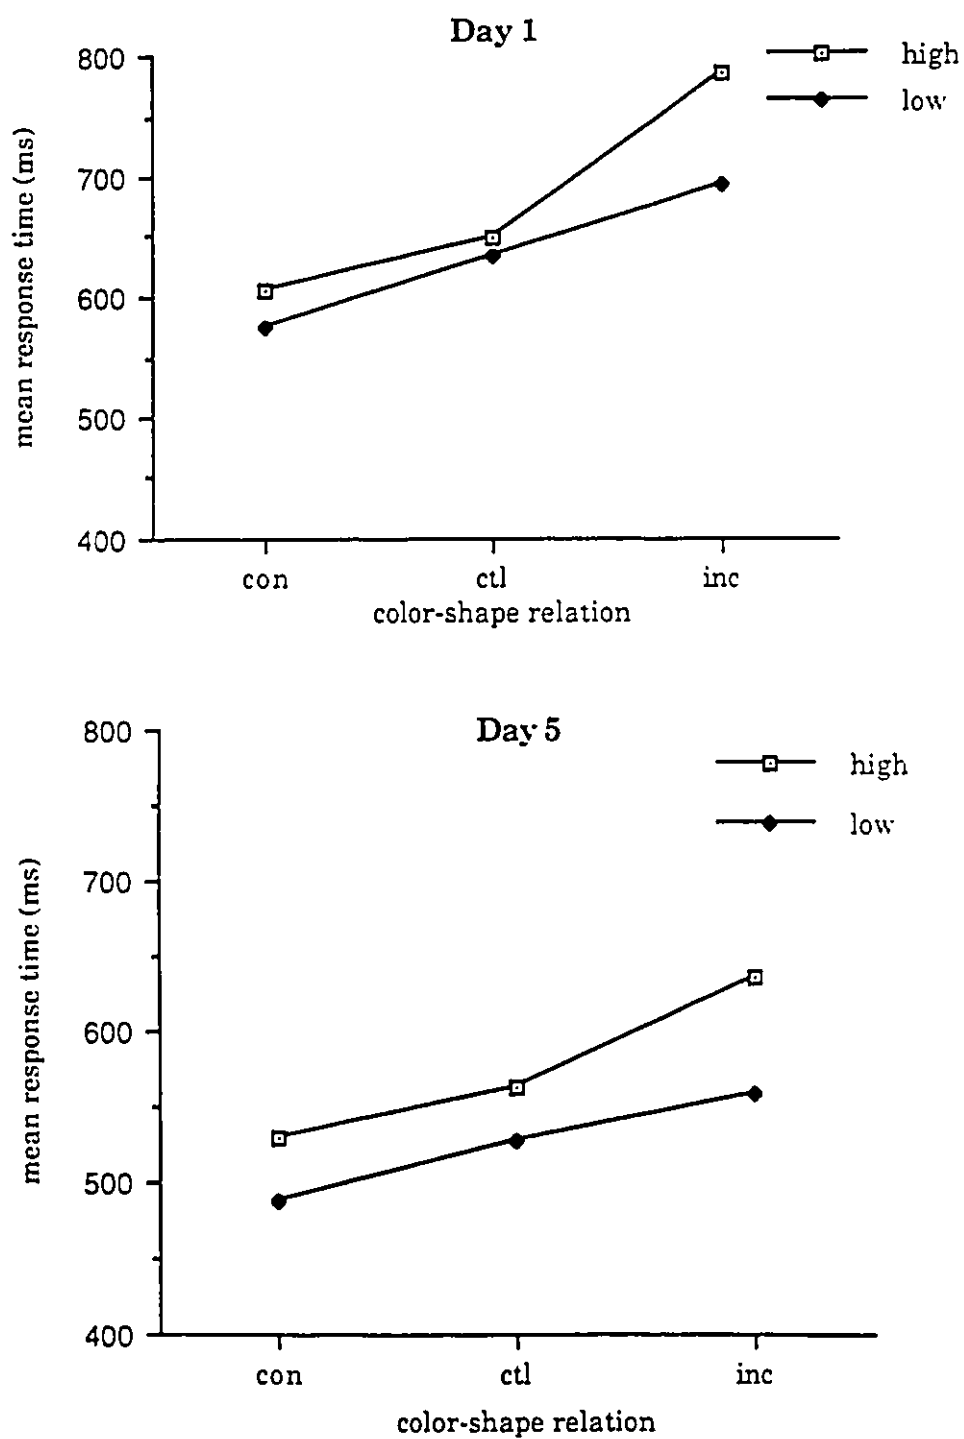 Day 1
high
low
mean response time (ms)
800
700
600
500
400
con ctl inc
color-shape relation
Day 5
high
low
mean response time (ms)
800
700
600
500
400
con ctl inc
color-shape relation